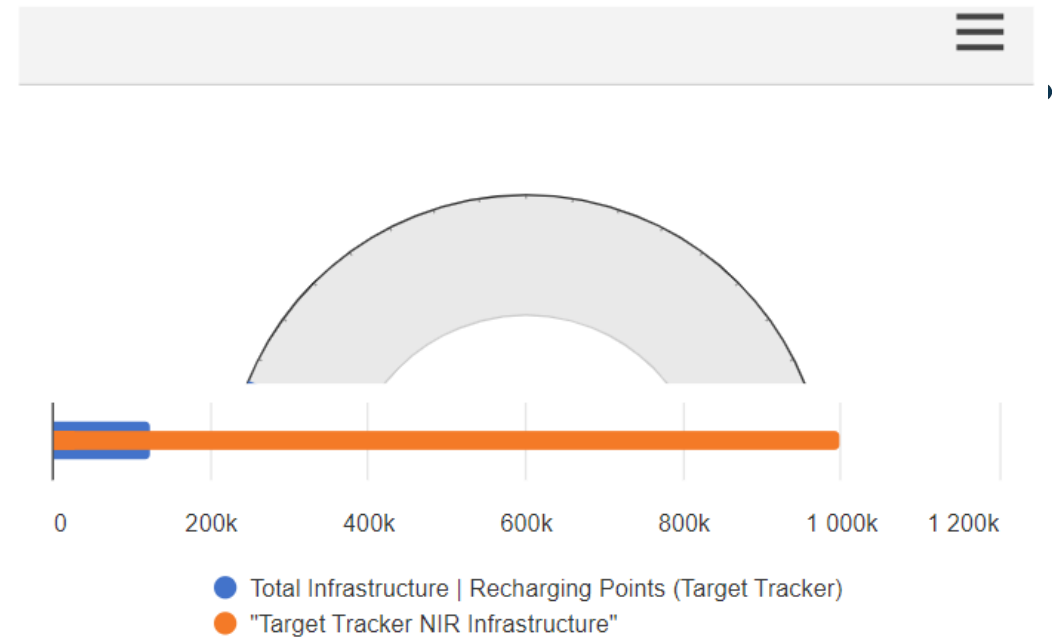 0 200k 400k 600k 800k 1 000k 1 200k
Total Infrastructure | Recharging Points (Target Tracker)
"Target Tracker NIR Infrastructure"